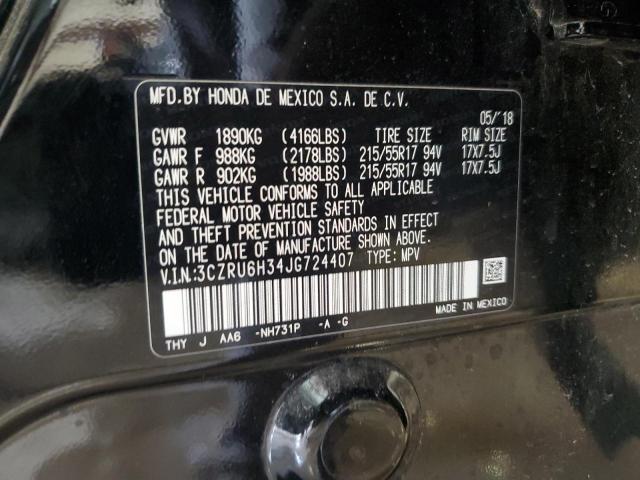 MFD.BY HONDA DE MEXICO S.A. DE C.V.
05/'18
GVWR 1890KG (4166LBS) TIRE SIZE RIM SIZE
GAWR F 988KG (2178LBS) 215/55R17 94V 17X7.5J
GAWR R 902KG (1988LBS) 215/55R17 94V 17X7.5J
THIS VEHICLE CONFORMS TO ALL APPLICABLE
FEDERAL MOTOR VEHICLE SAFETY
AND THEFT PREVENTION STANDARDS IN EFFECT
ON THE DATE OF MANUFACTURE SHOWN ABOVE.
V.I.N.:3CZRU6H34JG724407 TYPE: MPV
MADE IN MEXICO
THY J AA6 -NH731P -A -G